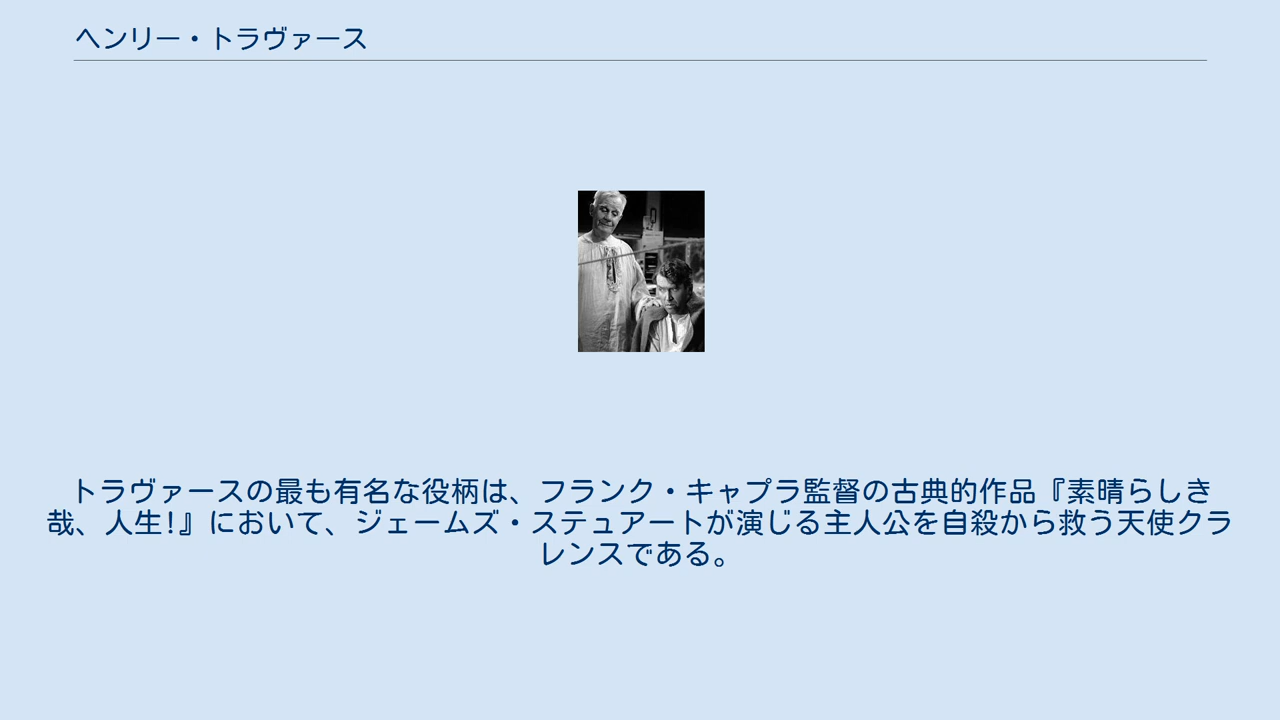 ヘンリー・トラヴァース
トラヴァースの最も有名な役柄は、フランク・キャプラ監督の古典的作品『素晴らしき
哉、人生!』において、ジェームズ・ステュアートが演じる主人公を自殺から救う天使クラ
レンスである。